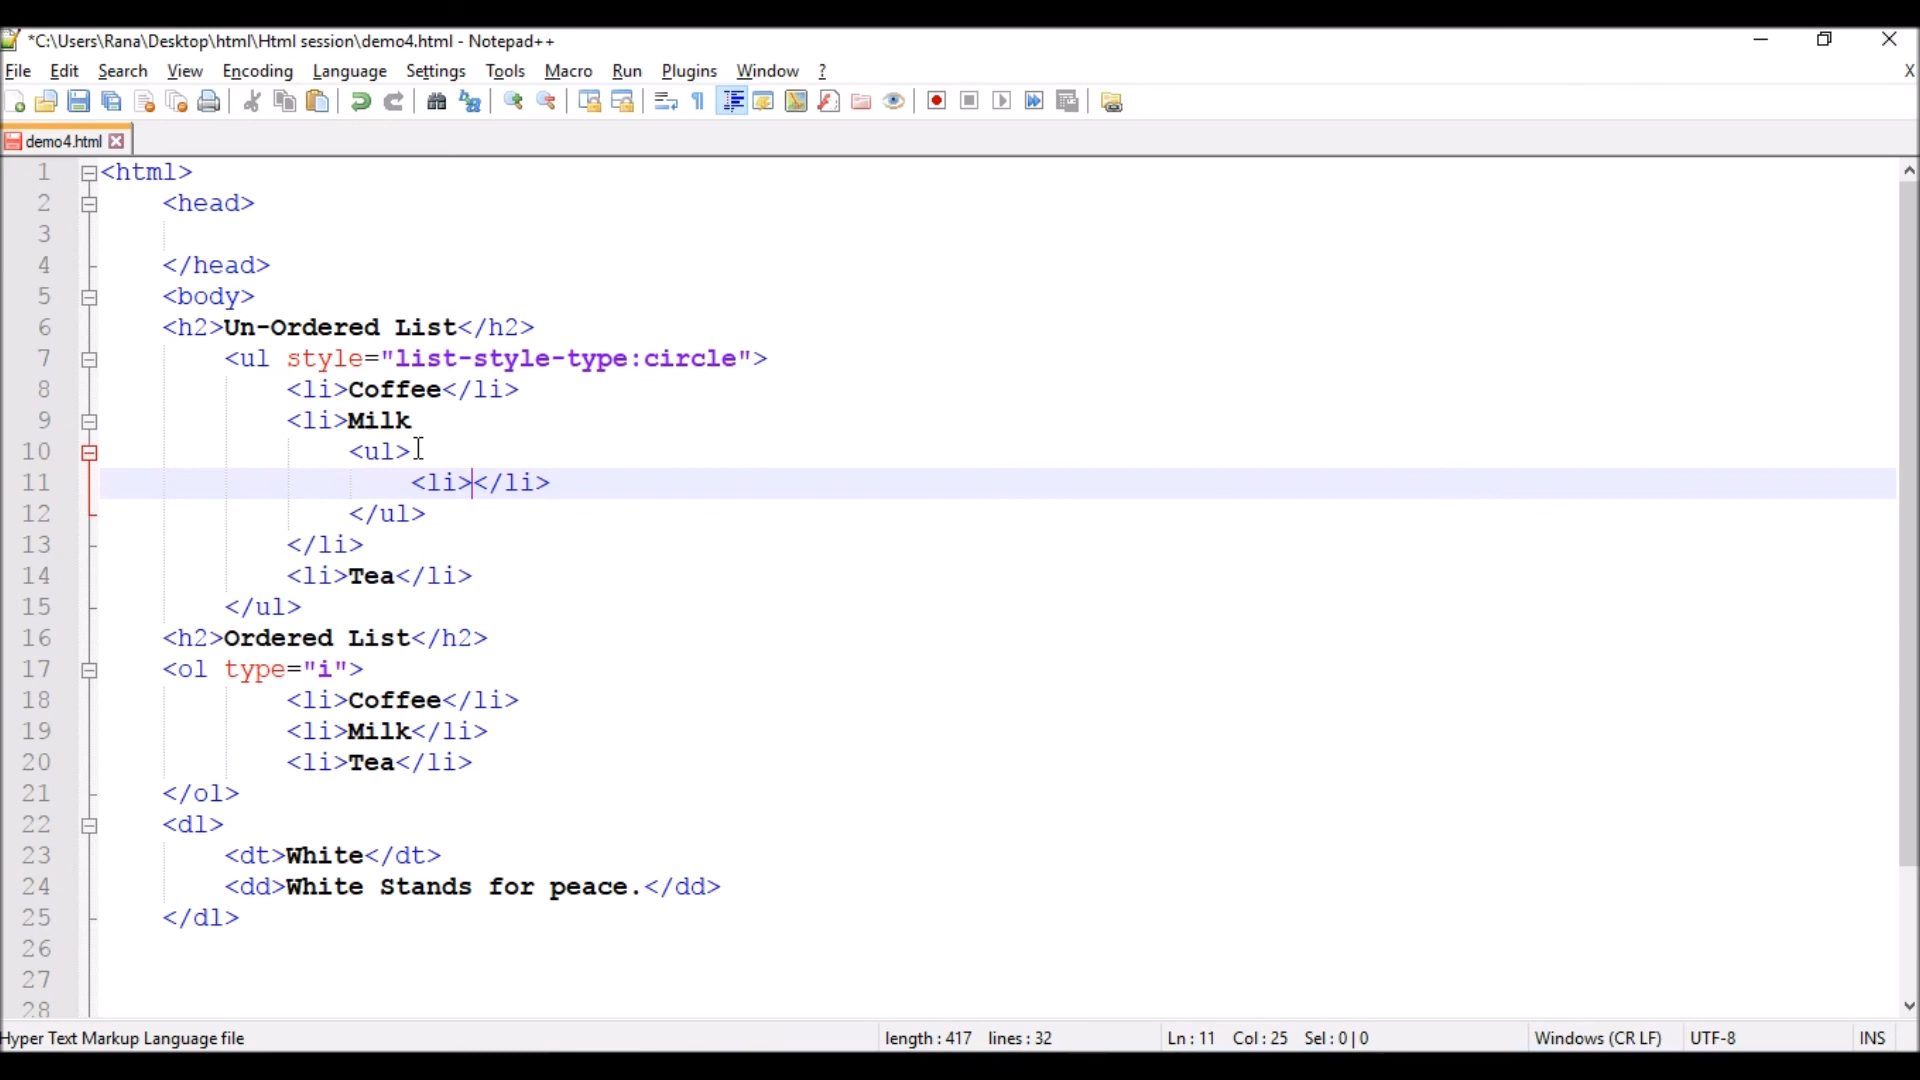 *C:\Users\Rana\Desktop\html\Html session\demo4.html - Notepad++
File Edit Search View Encoding Language Settings Tools Macro Run Plugins Window ? X
demo4.html
1 <html>
2 <head>
3
4 </head>
5 <body>
6 <h2>Un-Ordered List</h2>
7 <ul style="list-style-type:circle">
8 <li>Coffee</li>
9 <li>Milk
10 <ul>
11 <li></li>
12 </ul>
13 </li>
14 <li>Tea</li>
15 </ul>
16 <h2>Ordered List</h2>
17 <ol type="i">
18 <li>Coffee</li>
19 <li>Milk</li>
20 <li>Tea</li>
21 </ol>
22 <dl>
23 <dt>White</dt>
24 <dd>White Stands for peace.</dd>
25 </dl>
26
27
28
Hyper Text Markup Language file length : 417 lines : 32 Ln : 11 Col : 25 Sel : 0 | 0 Windows (CR LF) UTF-8 INS